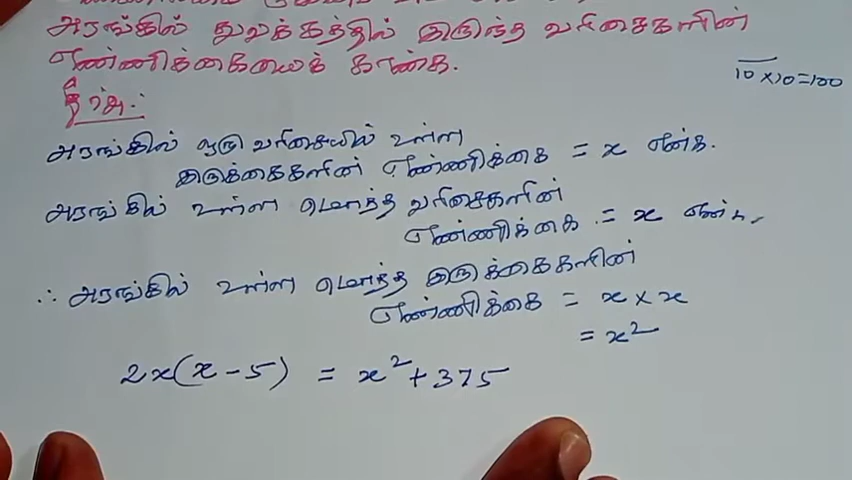 அரங்கில் துவக்கத்தில் இருந்த வரிசைகளின்
எண்ணிக்கையைக் காண்க.
10 x 10 = 100
தீர்வு:
அரங்கில் ஒரு வரிசையில் உள்ள
இருக்கைகளின் எண்ணிக்கை = x என்க.
அரங்கில் உள்ள மொத்த வரிசைகளின்
எண்ணிக்கை = x என்க
∴ அரங்கில் உள்ள மொத்த இருக்கைகளின்
எண்ணிக்கை = x × x
= x²
2x(x - 5) = x² + 375